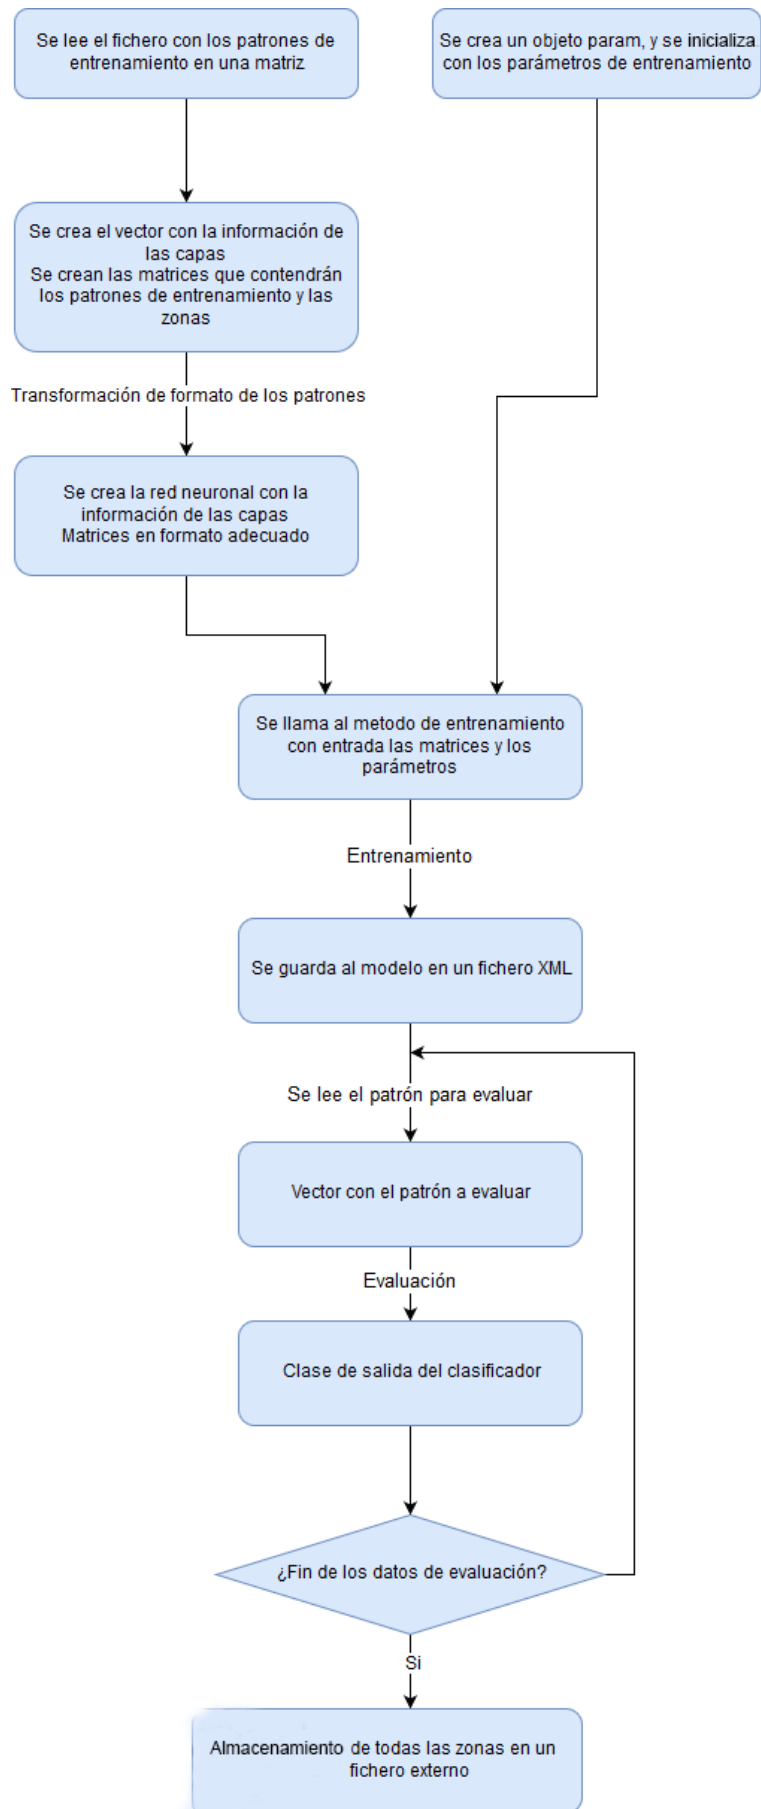 Se lee el fichero con los patrones de
entrenamiento en una matriz
Se crea un objeto param, y se inicializa
con los parámetros de entrenamiento
Se crea el vector con la información de
las capas
Se crean las matrices que contendrán
los patrones de entrenamiento y las
zonas
Transformación de formato de los patrones
Se crea la red neuronal con la
información de las capas
Matrices en formato adecuado
Se llama al metodo de entrenamiento
con entrada las matrices y los
parámetros
Entrenamiento
Se guarda al modelo en un fichero XML
Se lee el patrón para evaluar
Vector con el patrón a evaluar
Evaluación
Clase de salida del clasificador
¿Fin de los datos de evaluación?
Si
Almacenamiento de todas las zonas en un
fichero externo